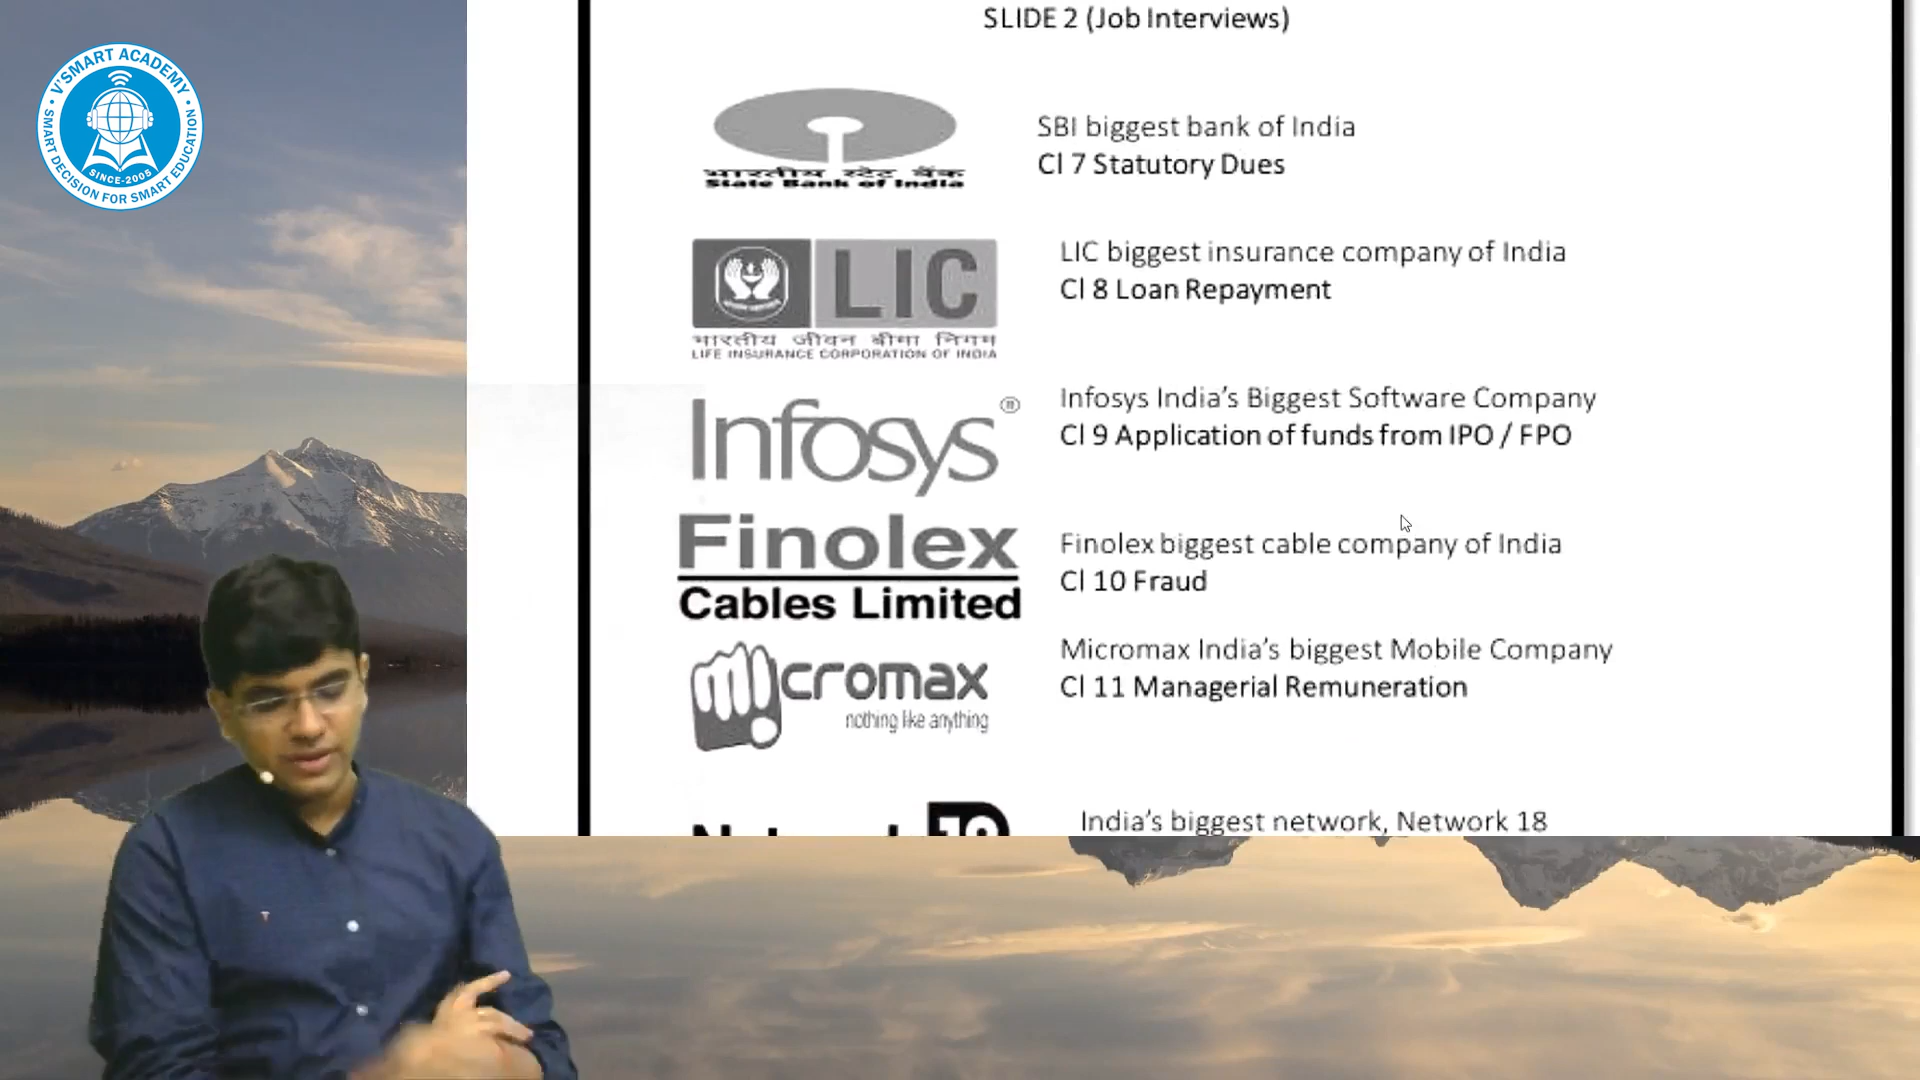 SLIDE 2 (Job Interviews)
V'SMART ACADEMY
SMART DECISION FOR SMART EDUCATION
SINCE-2005
भारतीय स्टेट बैंक
State Bank of India
SBI biggest bank of India
Cl 7 Statutory Dues
LIC
भारतीय जीवन बीमा निगम
LIFE INSURANCE CORPORATION OF INDIA
LIC biggest insurance company of India
Cl 8 Loan Repayment
Infosys®
Infosys India's Biggest Software Company
Cl 9 Application of funds from IPO / FPO
Finolex
Cables Limited
Finolex biggest cable company of India
Cl 10 Fraud
Micromax
nothing like anything
Micromax India's biggest Mobile Company
Cl 11 Managerial Remuneration
India's biggest network, Network 18